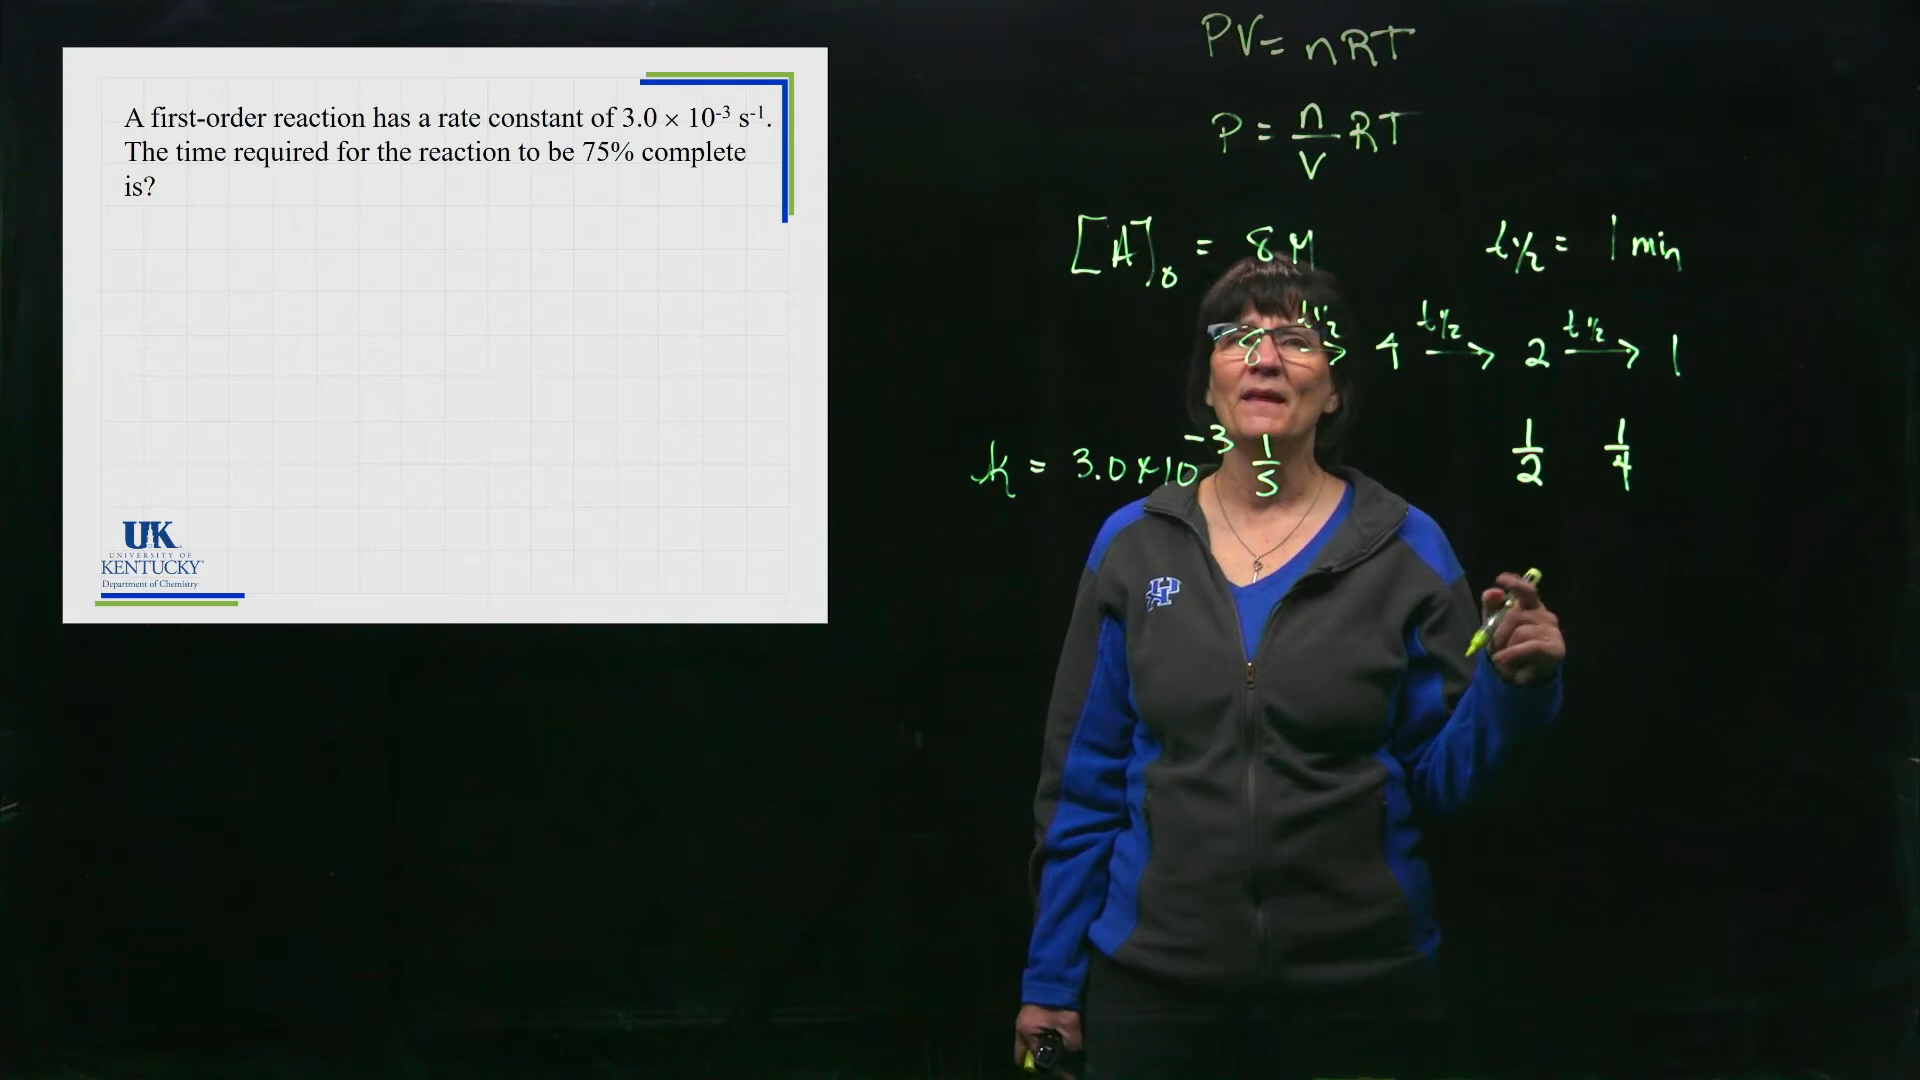 A first-order reaction has a rate constant of 3.0 × 10⁻³ s⁻¹.
The time required for the reaction to be 75% complete
is?
UK
UNIVERSITY OF
KENTUCKY
Department of Chemistry
PV = nRT
P = n/V RT
[A]₀ = 8 M
t½ = 1 min
8 t½→ 4 t½→ 2 t½→ 1
k = 3.0 × 10⁻³ 1/s
1/2 1/4